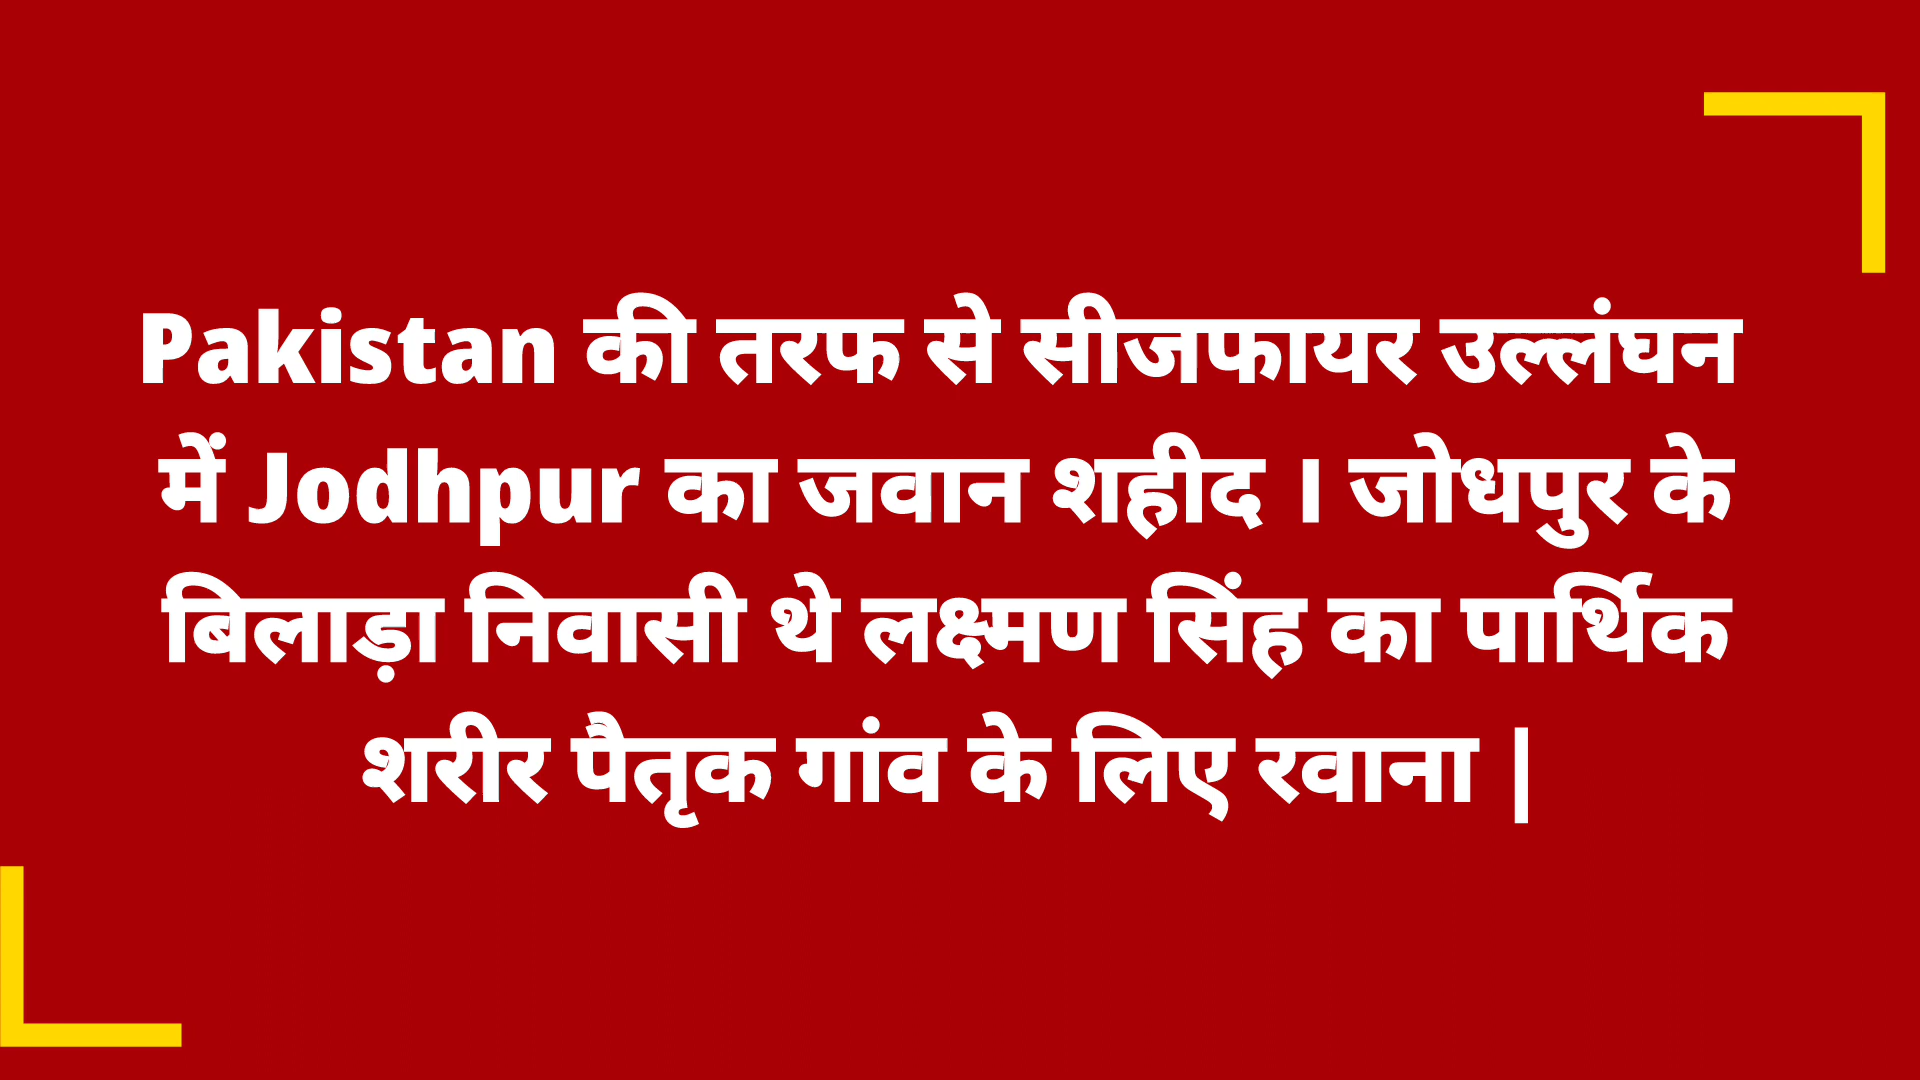 Pakistan की तरफ से सीजफायर उल्लंघन
में Jodhpur का जवान शहीद । जोधपुर के
बिलाड़ा निवासी थे लक्ष्मण सिंह का पार्थिक
शरीर पैतृक गांव के लिए रवाना |